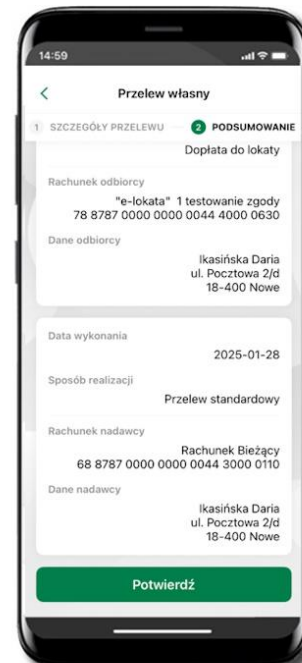 14:59
Przelew własny
1 SZCZEGÓŁY PRZELEWU 2 PODSUMOWANIE
Dopłata do lokaty
Rachunek odbiorcy
"e-lokata" 1 testowanie zgody
78 8787 0000 0000 0044 4000 0630
Dane odbiorcy
Ikasińska Daria
ul. Pocztowa 2/d
18-400 Nowe
Data wykonania
2025-01-28
Sposób realizacji
Przelew standardowy
Rachunek nadawcy
Rachunek Bieżący
68 8787 0000 0000 0044 3000 0110
Dane nadawcy
Ikasińska Daria
ul. Pocztowa 2/d
18-400 Nowe
Potwierdź